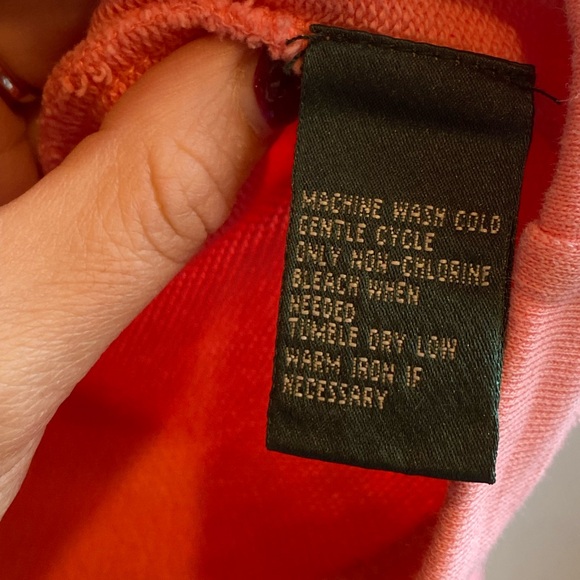 MACHINE WASH COLD
GENTLE CYCLE
ONLY NON-CHLORINE
BLEACH WHEN
NEEDED
TUMBLE DRY LOW
WARM IRON IF
NECESSARY